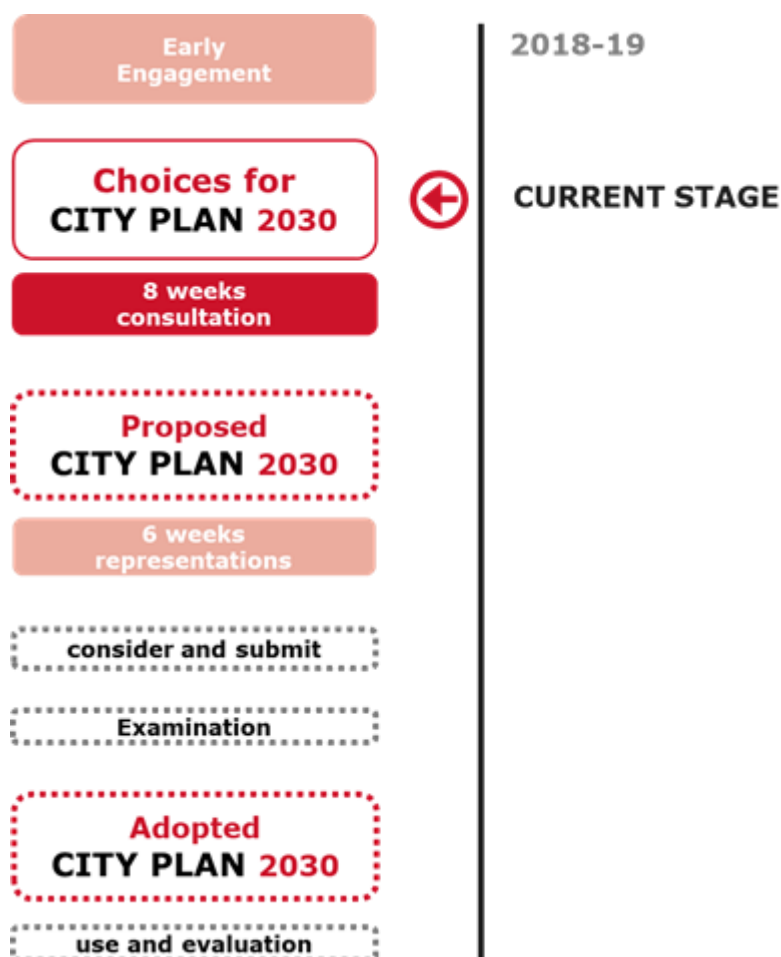 Early
Engagement
2018-19
Choices for
CITY PLAN 2030
CURRENT STAGE
8 weeks
consultation
Proposed
CITY PLAN 2030
6 weeks
representations
consider and submit
Examination
Adopted
CITY PLAN 2030
use and evaluation